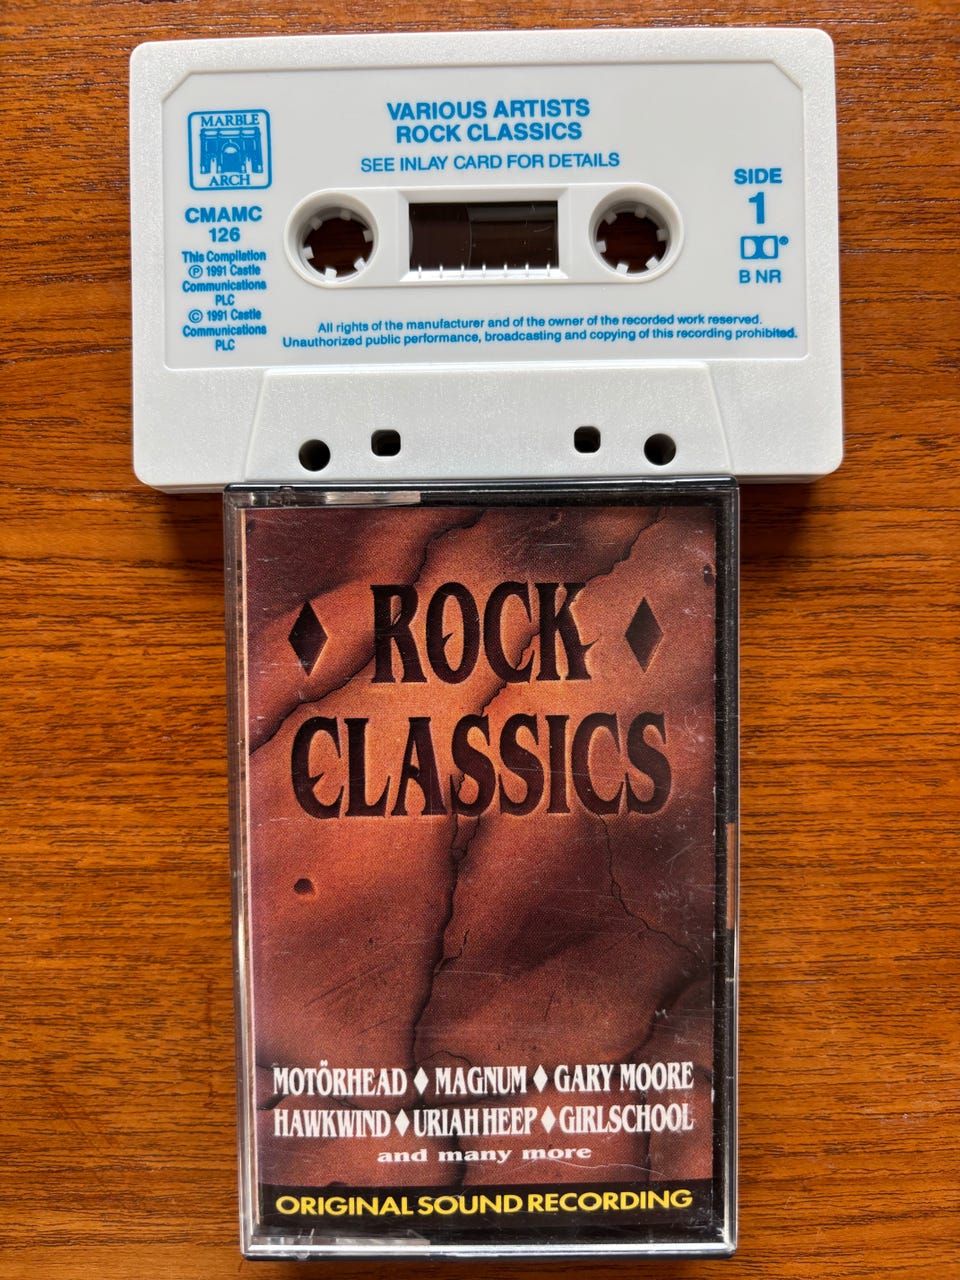 MARBLE
ARCH
VARIOUS ARTISTS
ROCK CLASSICS
SEE INLAY CARD FOR DETAILS
CMAMC
126
This Compilation
Ⓟ 1991 Castle
Communications
PLC
© 1991 Castle
Communications
PLC
SIDE
1
®
B NR
All rights of the manufacturer and of the owner of the recorded work reserved.
Unauthorized public performance, broadcasting and copying of this recording prohibited.
ROCK
CLASSICS
MOTÖRHEAD ♦ MAGNUM ♦ GARY MOORE
HAWKWIND ♦ URIAH HEEP ♦ GIRLSCHOOL
and many more
ORIGINAL SOUND RECORDING